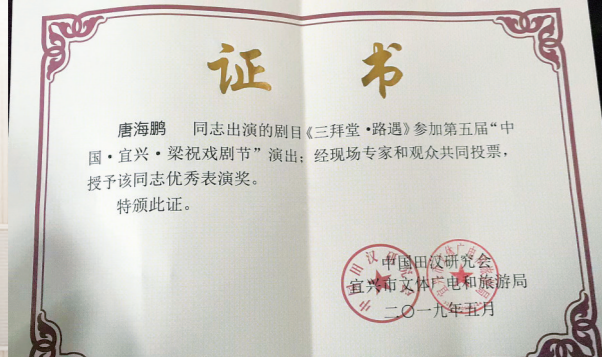 证 书
唐海鹏 同志出演的剧目《三拜堂·路遇》参加第五届“中
国·宜兴·梁祝戏剧节”演出；经现场专家和观众共同投票，
授予该同志优秀表演奖。
特颁此证。
中国田汉研究会
宜兴市文体广电和旅游局
二〇一九年五月